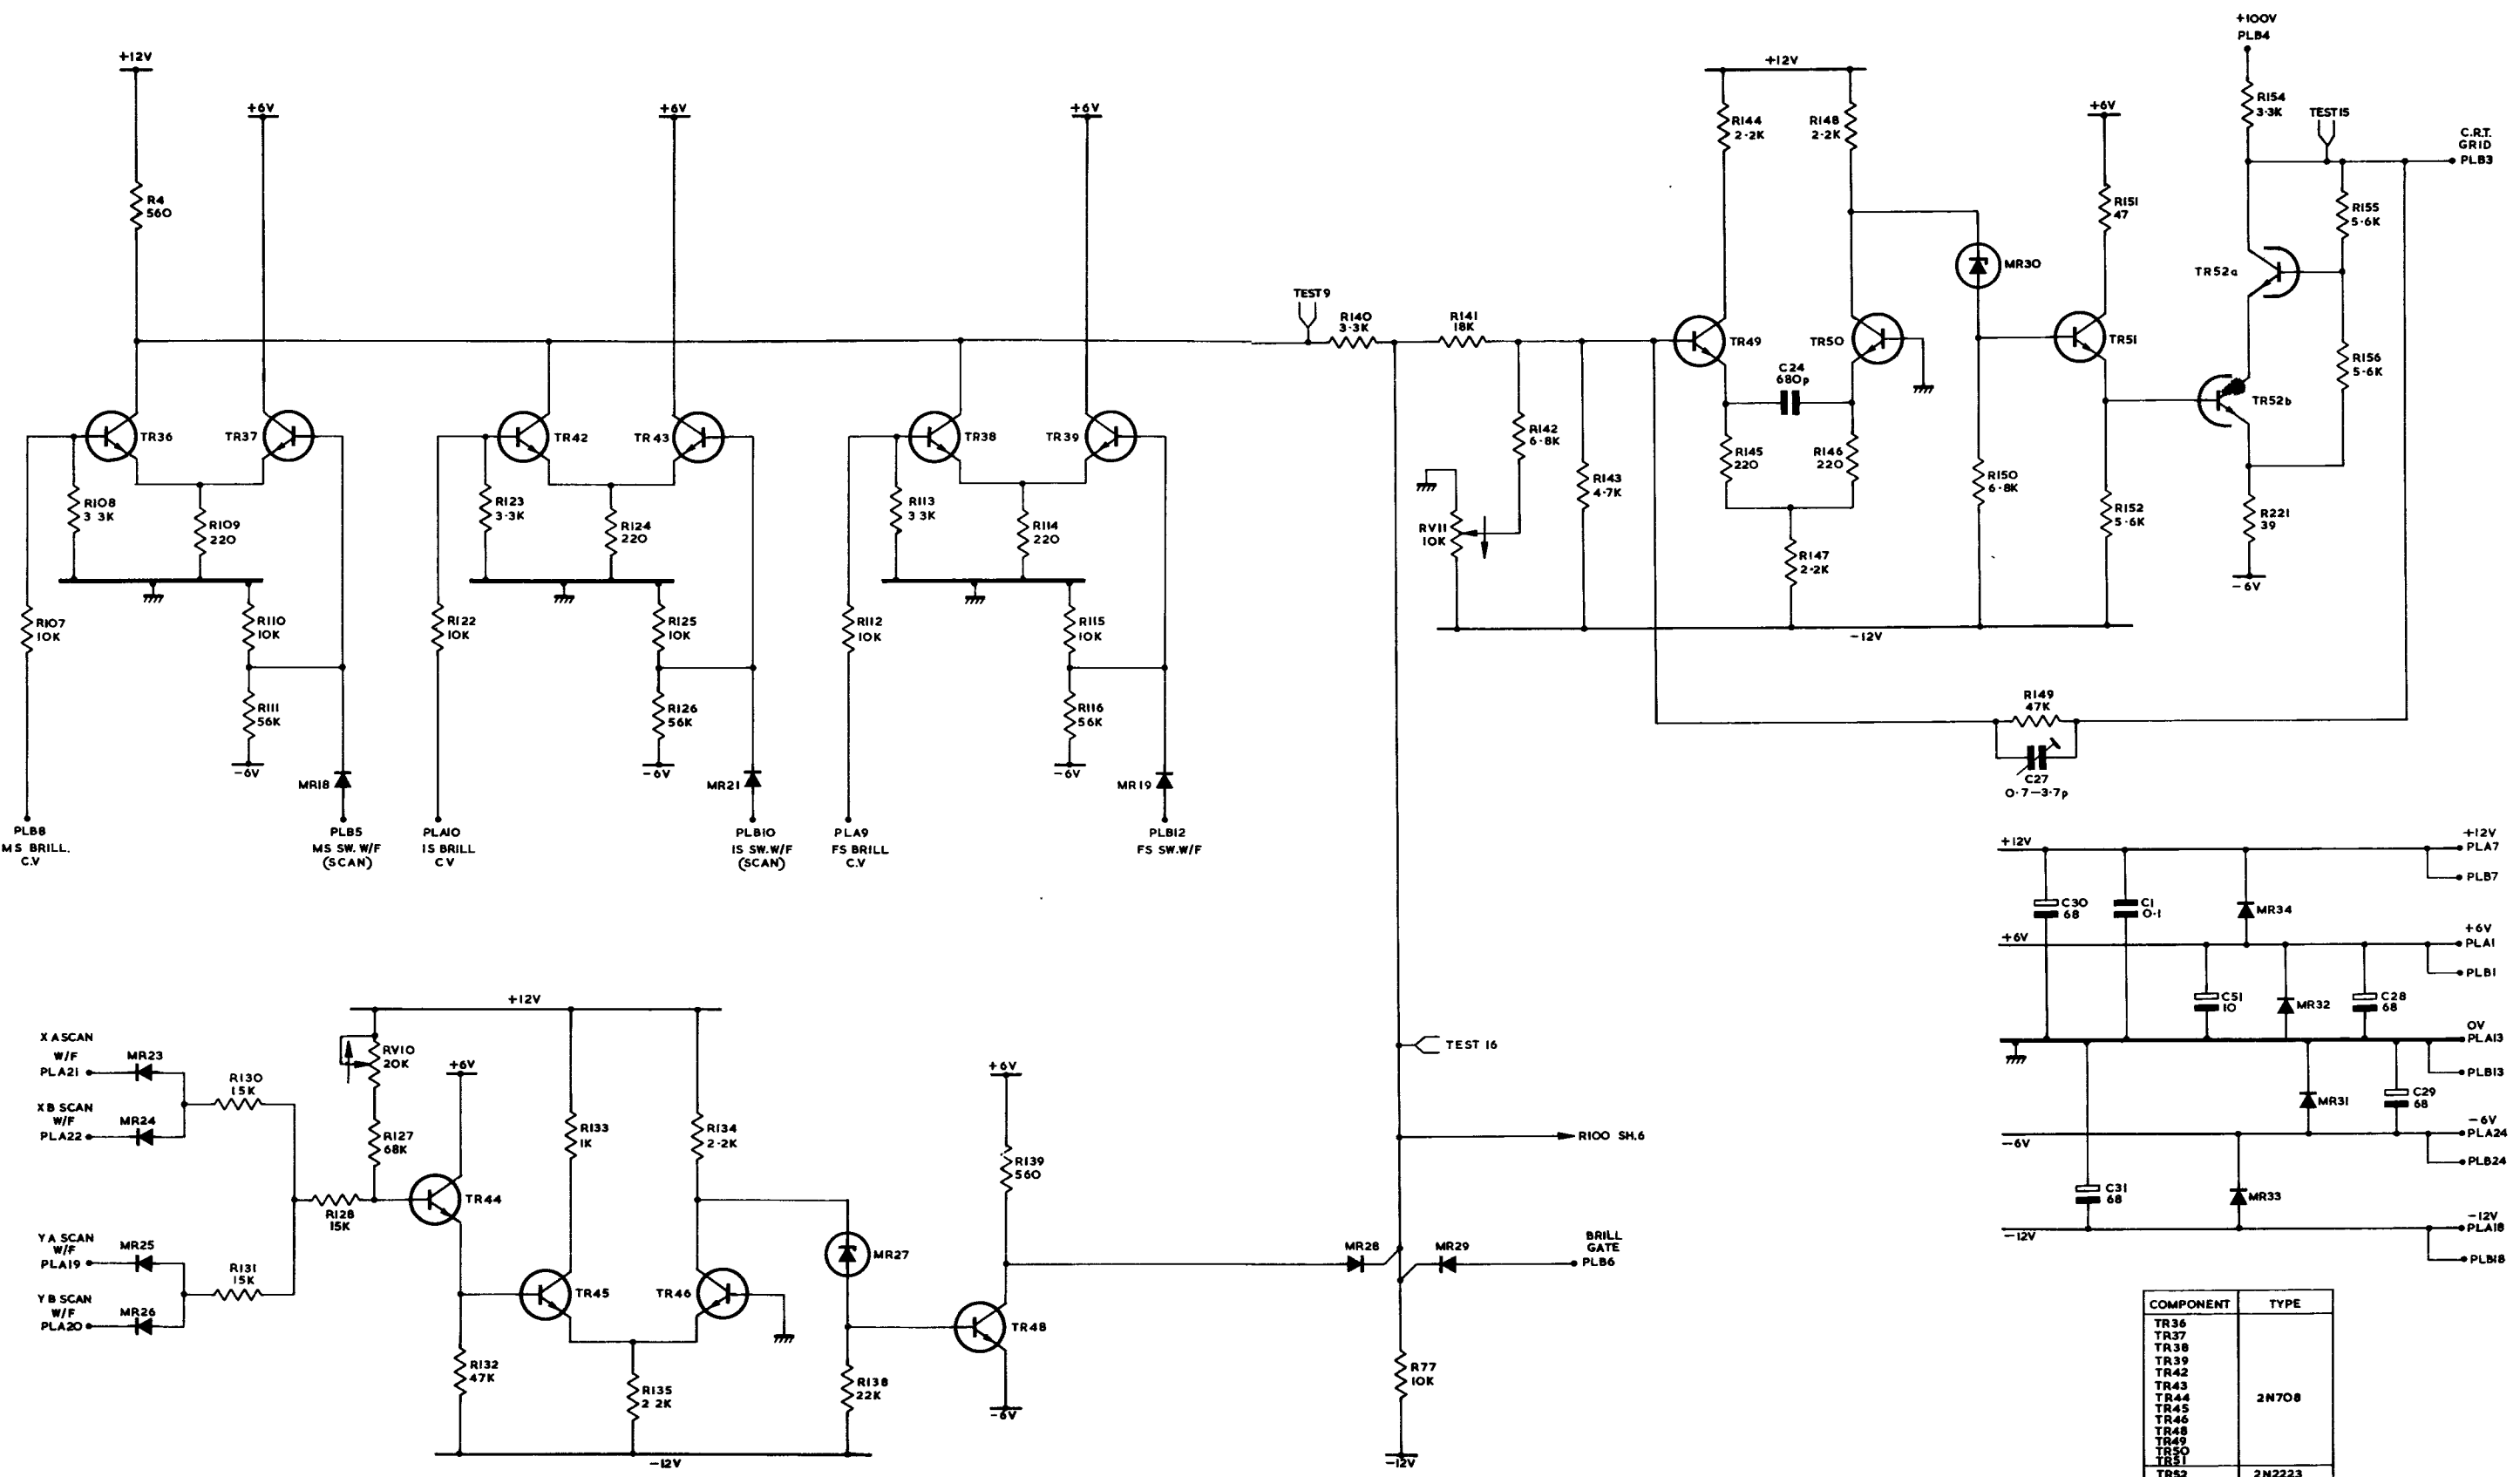 +12V
+6V
+6V
+6V
R4
560
TR36
TR37
TR42
TR43
TR38
TR39
R108
3 3K
R109
220
R123
3·3K
R124
220
R113
3 3K
R114
220
R107
10K
R110
10K
R122
10K
R125
10K
R112
10K
R115
10K
R111
56K
R126
56K
R116
56K
-6V
-6V
-6V
MR18
MR21
MR19
PLB8
MS BRILL.
C.V
PLB5
MS SW. W/F
(SCAN)
PLA10
IS BRILL
C V
PLB10
IS SW. W/F
(SCAN)
PLA9
FS BRILL
C.V
PLB12
FS SW. W/F
TEST 9
R140
3·3K
R141
18K
R142
6·8K
R143
4·7K
RV11
10K
+12V
R144
2·2K
R148
2·2K
TR49
TR50
C24
680p
R145
220
R146
220
R147
2·2K
-12V
MR30
R150
6·8K
+6V
R151
47
TR51
R152
5·6K
+100V
PLB4
R154
3·3K
TEST 15
C.R.T.
GRID
PLB3
R155
5·6K
TR52a
R156
5·6K
TR52b
R221
39
-6V
R149
47K
C27
0·7-3·7p
+12V
+12V
PLA7
PLB7
C30
68
C1
0·1
MR34
+6V
+6V
PLA1
PLB1
C51
10
MR32
C28
68
0V
PLA13
PLB13
MR31
C29
68
-6V
-6V
PLA24
PLB24
C31
68
MR33
-12V
-12V
PLA18
PLB18
X A SCAN
W/F
PLA21
MR23
X B SCAN
W/F
PLA22
MR24
R130
15K
Y A SCAN
W/F
PLA19
MR25
Y B SCAN
W/F
PLA20
MR26
R131
15K
R128
15K
+12V
RV10
20K
R127
68K
+6V
TR44
R132
47K
R133
1K
R134
2·2K
TR45
TR46
R135
2 2K
MR27
R138
22K
-12V
+6V
R139
560
TR48
-6V
TEST 16
R100 SH.6
MR28
MR29
BRILL
GATE
PLB6
R77
10K
-12V
COMPONENT TYPE
TR36
TR37
TR38
TR39
TR42
TR43
TR44 2N708
TR45
TR46
TR48
TR49
TR50
TR51
TR52 2N2223